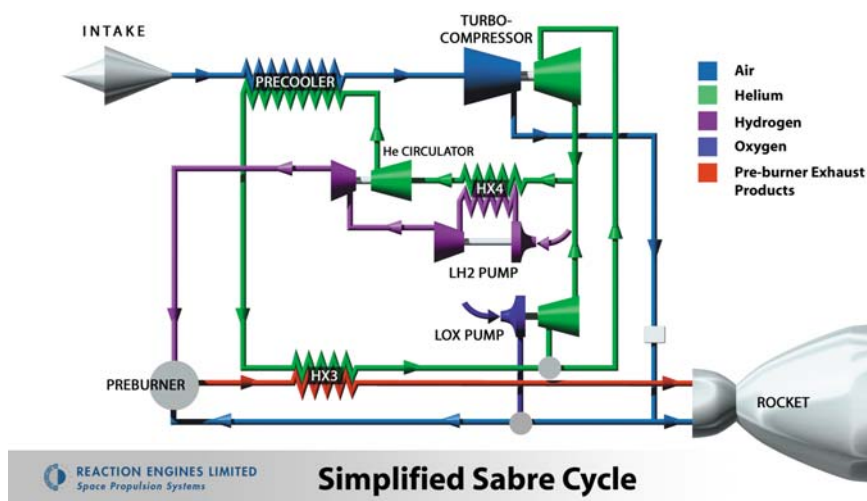 INTAKE
TURBO-
COMPRESSOR
PRECOOLER
Air
Helium
Hydrogen
Oxygen
Pre-burner Exhaust
Products
He CIRCULATOR
HX4
LH2 PUMP
LOX PUMP
HX3
PREBURNER
ROCKET
REACTION ENGINES LIMITED
Space Propulsion Systems
Simplified Sabre Cycle